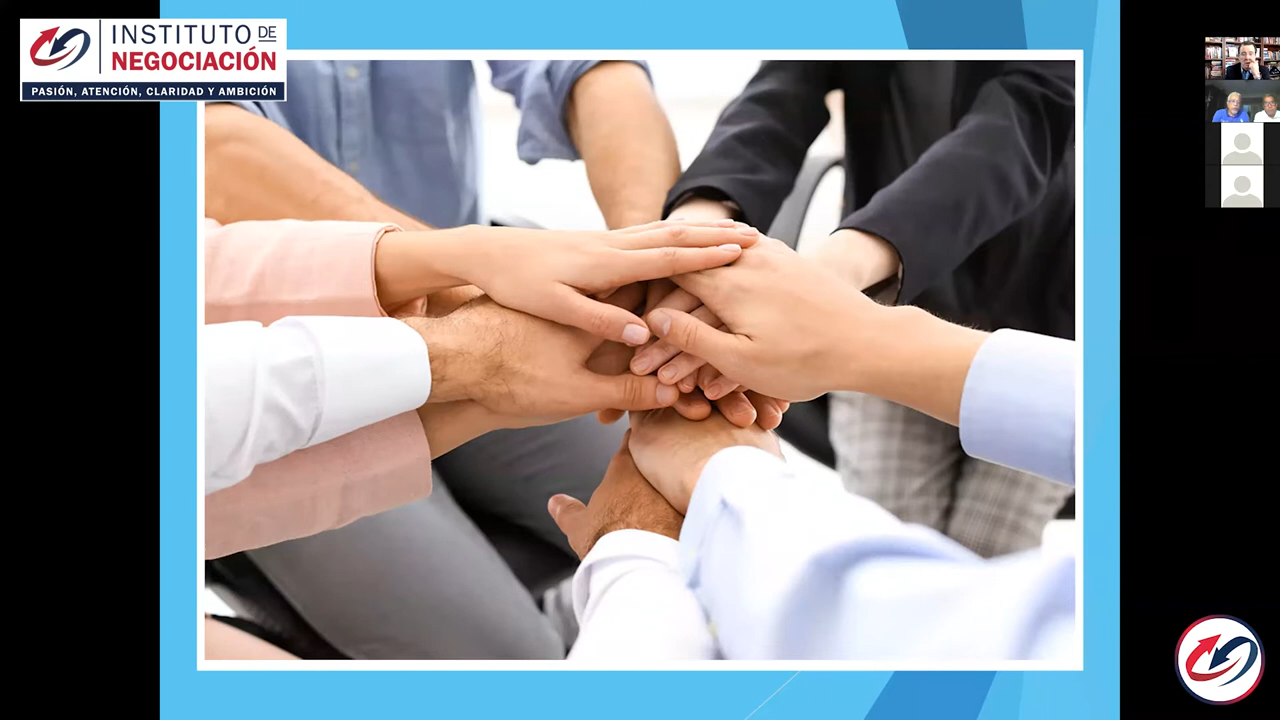 INSTITUTO DE
NEGOCIACIÓN
PASIÓN, ATENCIÓN, CLARIDAD Y AMBICIÓN